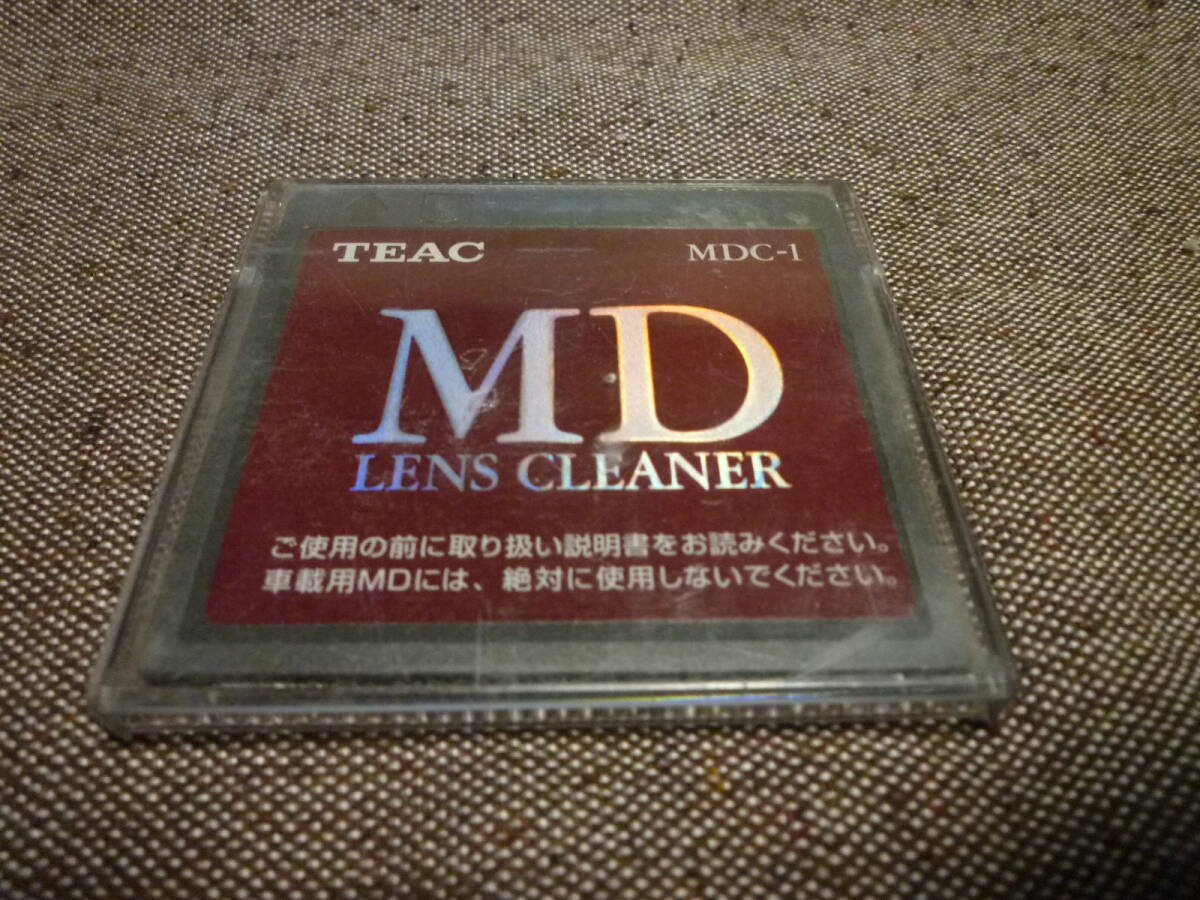 TEAC MDC-1
MD
LENS CLEANER
ご使用の前に取り扱い説明書をお読みください。
車載用MDには、絶対に使用しないでください。